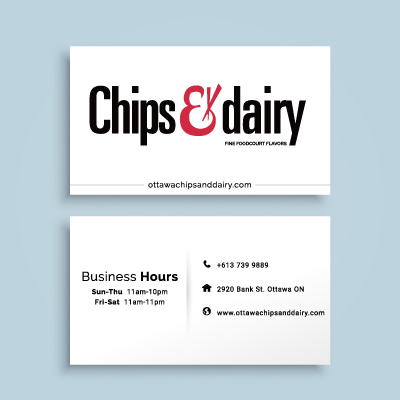 Chips & dairy
FINE FOODCOURT FLAVORS
ottawachipsanddairy.com
Business Hours
Sun-Thu 11am-10pm
Fri-Sat 11am-11pm
+613 739 9889
2920 Bank St. Ottawa ON
www.ottawachipsanddairy.com